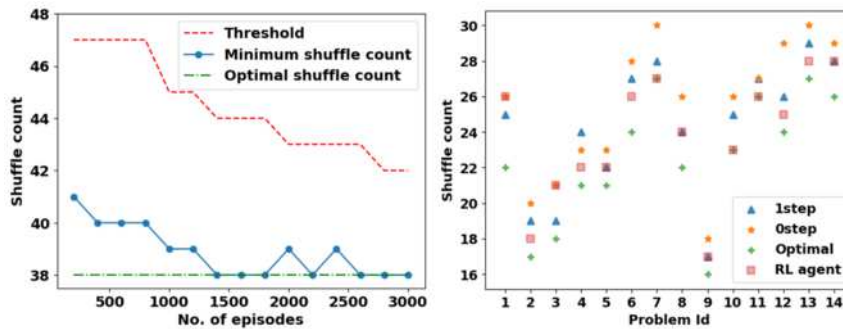 48
46
44
42
40
38
Shuffle count
500 1000 1500 2000 2500 3000
No. of episodes
Threshold
Minimum shuffle count
Optimal shuffle count
30
28
26
24
22
20
18
16
Shuffle count
1 2 3 4 5 6 7 8 9 10 11 12 13 14
Problem Id
1step
0step
Optimal
RL agent